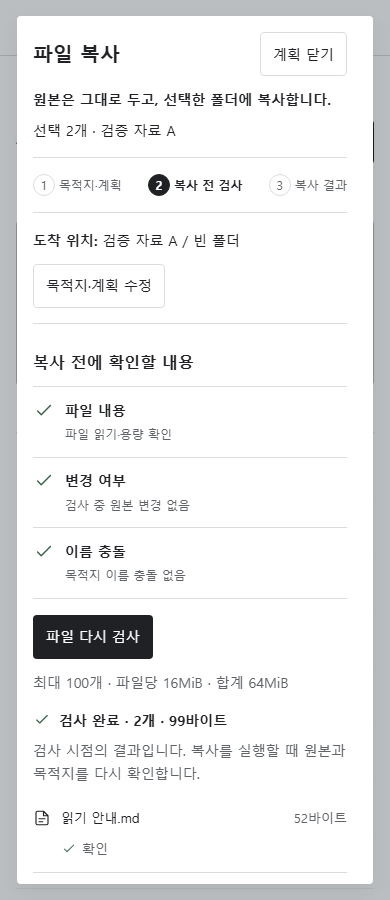 파일 복사
계획 닫기
원본은 그대로 두고, 선택한 폴더에 복사합니다.
선택 2개 · 검증 자료 A
1 목적지·계획
2 복사 전 검사
3 복사 결과
도착 위치: 검증 자료 A / 빈 폴더
목적지·계획 수정
복사 전에 확인할 내용
파일 내용
파일 읽기·용량 확인
변경 여부
검사 중 원본 변경 없음
이름 충돌
목적지 이름 충돌 없음
파일 다시 검사
최대 100개 · 파일당 16MiB · 합계 64MiB
검사 완료 · 2개 · 99바이트
검사 시점의 결과입니다. 복사를 실행할 때 원본과
목적지를 다시 확인합니다.
읽기 안내.md
52바이트
확인